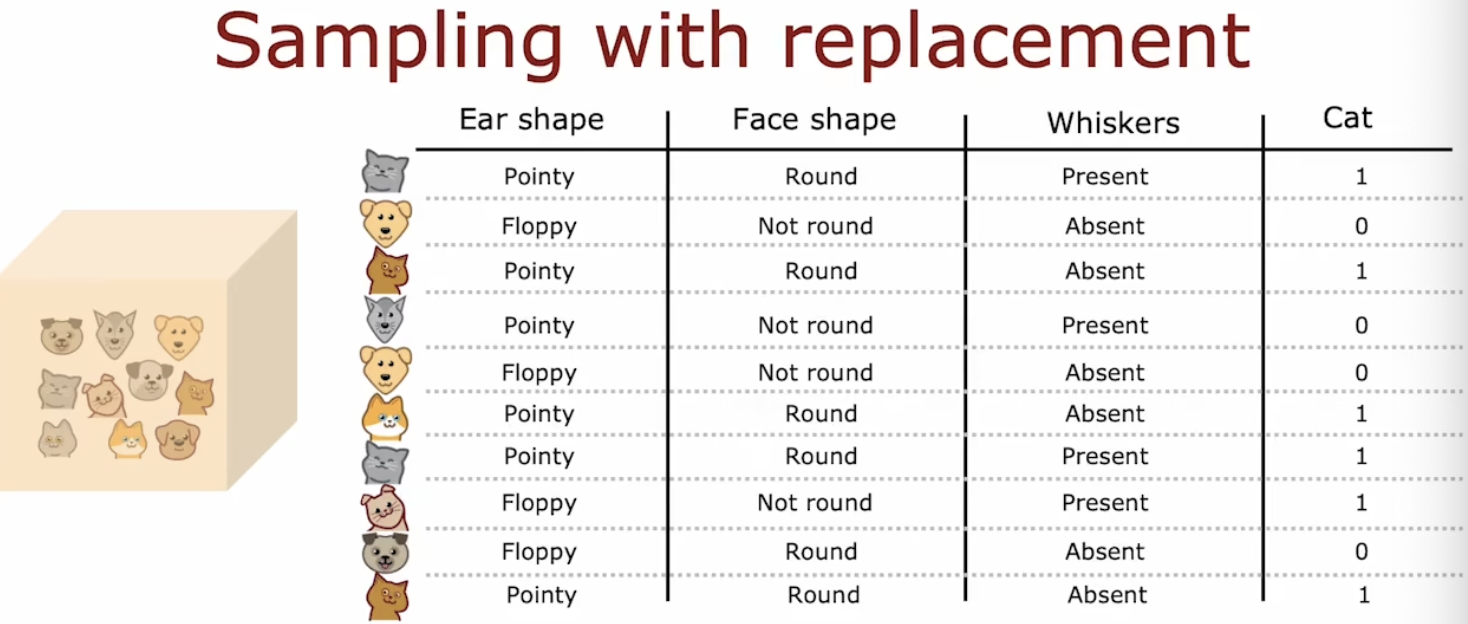 Sampling with replacement
Ear shape Face shape Whiskers Cat
Pointy Round Present 1
Floppy Not round Absent 0
Pointy Round Absent 1
Pointy Not round Present 0
Floppy Not round Absent 0
Pointy Round Absent 1
Pointy Round Present 1
Floppy Not round Present 1
Floppy Round Absent 0
Pointy Round Absent 1